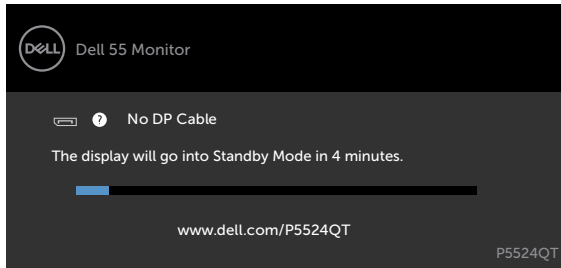 DELL Dell 55 Monitor
? No DP Cable
The display will go into Standby Mode in 4 minutes.
www.dell.com/P5524QT
P5524QT